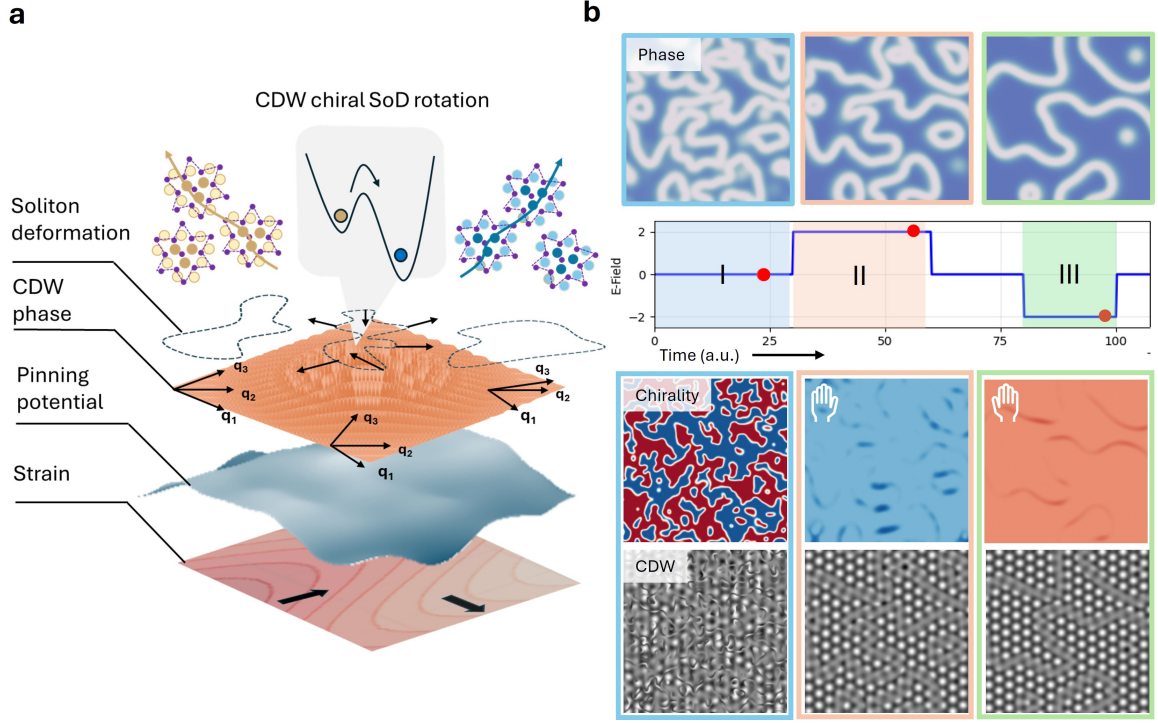 a
CDW chiral SoD rotation
Soliton
deformation
CDW
phase
Pinning
potential
Strain
q3
q2
q1
q3
q2
q1
q3
q2
q1
b
Phase
E-Field
2
0
−2
I
II
III
0
25
50
75
100
Time (a.u.)
Chirality
CDW